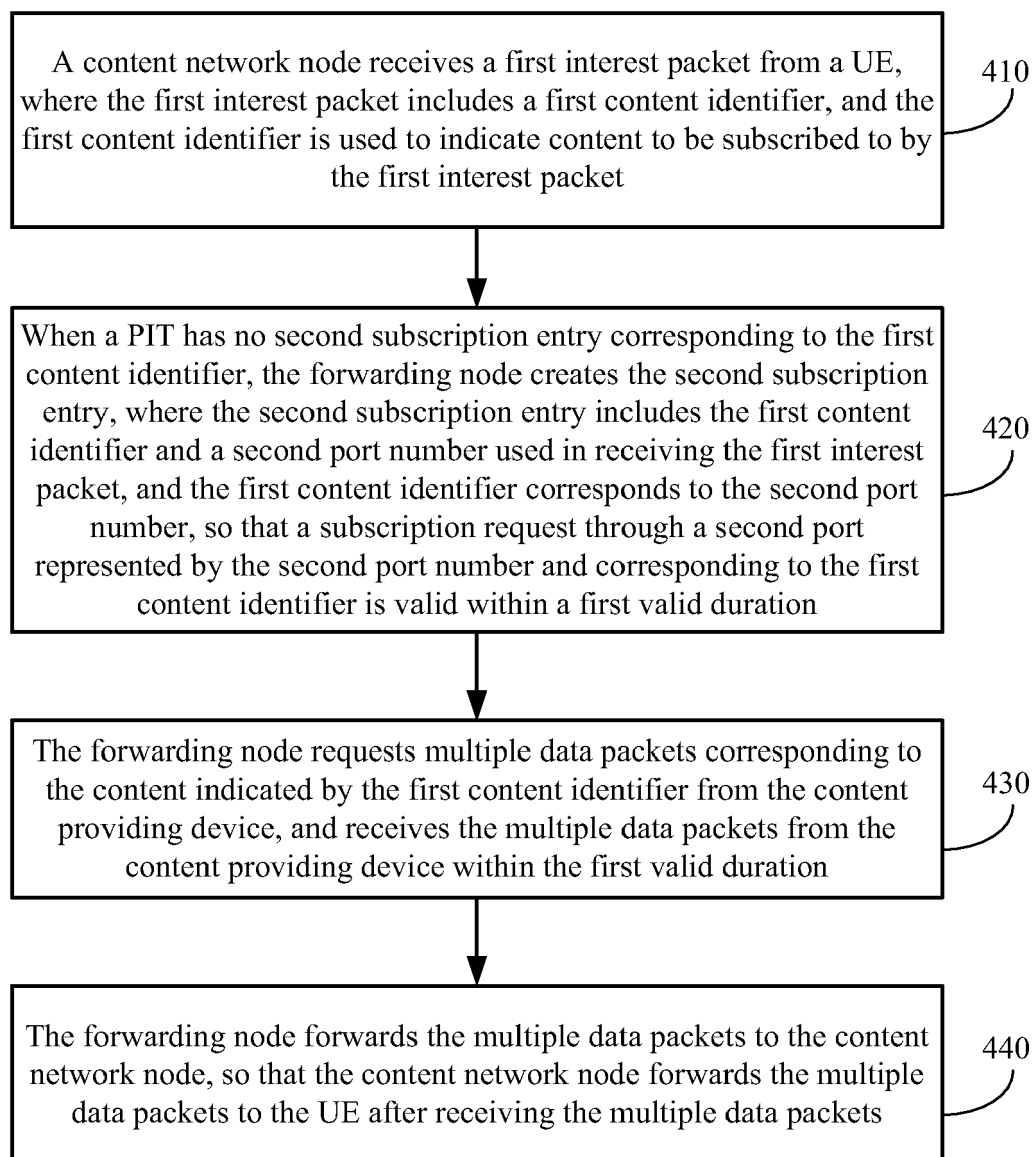 A content network node receives a first interest packet from a UE,
where the first interest packet includes a first content identifier, and the
first content identifier is used to indicate content to be subscribed to by
the first interest packet
410
When a PIT has no second subscription entry corresponding to the first
content identifier, the forwarding node creates the second subscription
entry, where the second subscription entry includes the first content
identifier and a second port number used in receiving the first interest
packet, and the first content identifier corresponds to the second port
number, so that a subscription request through a second port
represented by the second port number and corresponding to the first
content identifier is valid within a first valid duration
420
The forwarding node requests multiple data packets corresponding to
the content indicated by the first content identifier from the content
providing device, and receives the multiple data packets from the
content providing device within the first valid duration
430
The forwarding node forwards the multiple data packets to the content
network node, so that the content network node forwards the multiple
data packets to the UE after receiving the multiple data packets
440